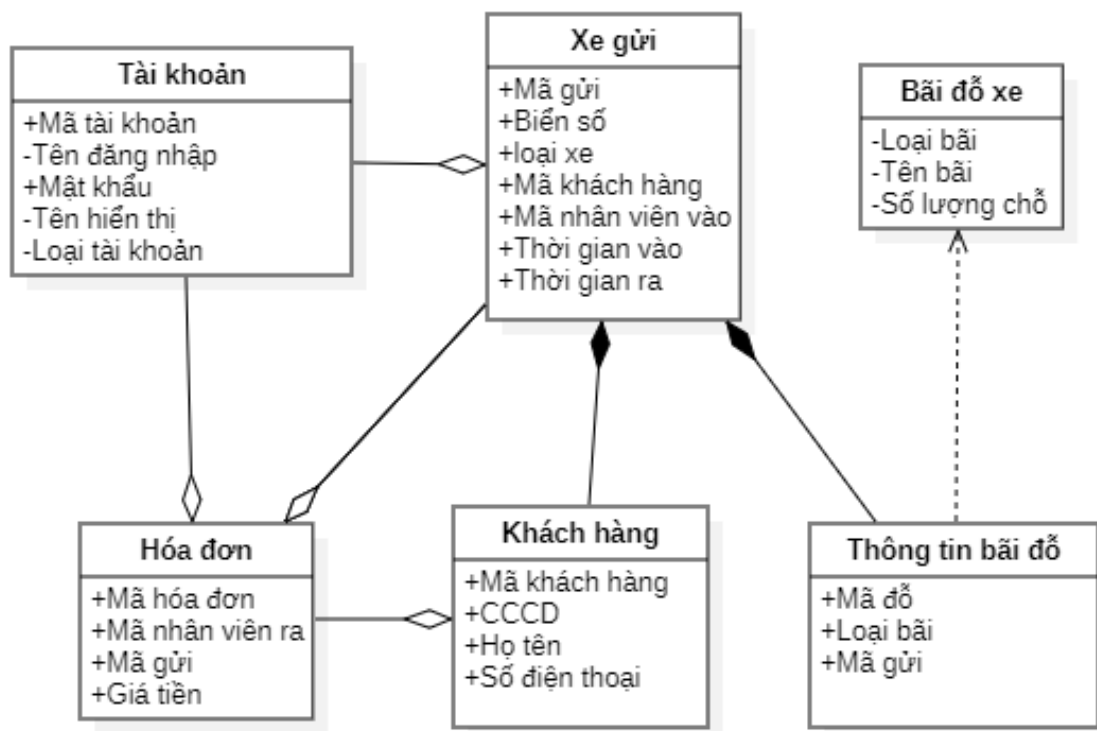 Tài khoản
+Mã tài khoản
-Tên đăng nhập
+Mật khẩu
-Tên hiển thị
-Loại tài khoản
Xe gửi
+Mã gửi
+Biển số
+loại xe
+Mã khách hàng
+Mã nhân viên vào
+Thời gian vào
+Thời gian ra
Bãi đỗ xe
-Loại bãi
-Tên bãi
-Số lượng chỗ
Hóa đơn
+Mã hóa đơn
+Mã nhân viên ra
+Mã gửi
+Giá tiền
Khách hàng
+Mã khách hàng
+CCCD
+Họ tên
+Số điện thoại
Thông tin bãi đỗ
+Mã đỗ
+Loại bãi
+Mã gửi